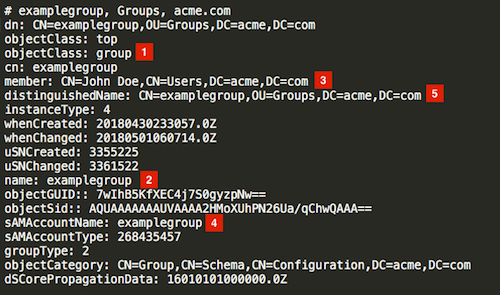 # examplegroup, Groups, acme.com
dn: CN=examplegroup,OU=Groups,DC=acme,DC=com
objectClass: top
objectClass: group 1
cn: examplegroup
member: CN=John Doe,CN=Users,DC=acme,DC=com 3
distinguishedName: CN=examplegroup,OU=Groups,DC=acme,DC=com 5
instanceType: 4
whenCreated: 20180430233057.0Z
whenChanged: 20180501060714.0Z
uSNCreated: 3355225
uSNChanged: 3361522
name: examplegroup 2
objectGUID:: 7wIhB5KfXEC4j7S0gyzpNw==
objectSid:: AQUAAAAAAAUVAAAA2HMoXUhPN26Ua/qChwQAAA==
sAMAccountName: examplegroup 4
sAMAccountType: 268435457
groupType: 2
objectCategory: CN=Group,CN=Schema,CN=Configuration,DC=acme,DC=com
dSCorePropagationData: 16010101000000.0Z